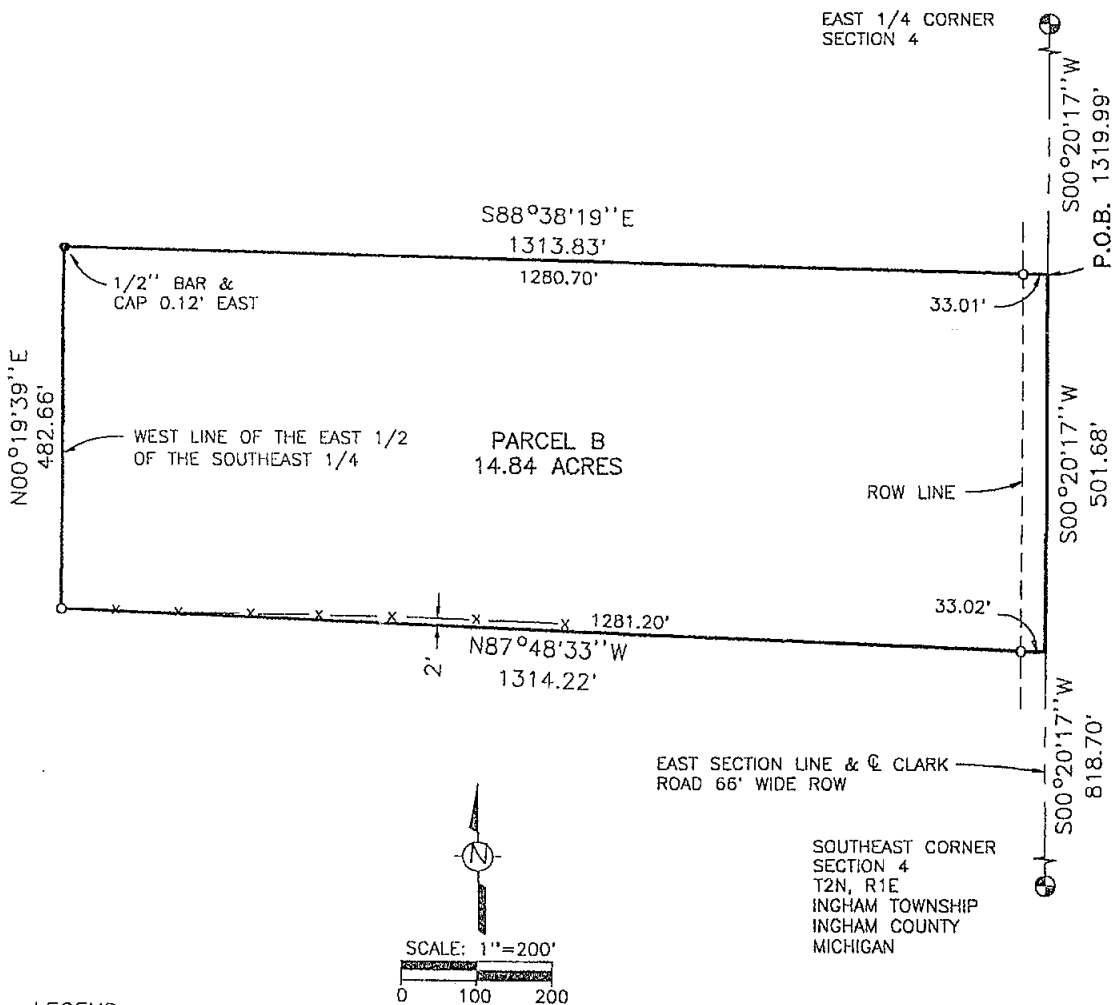 EAST 1/4 CORNER
SECTION 4
S00°20'17''W
P.O.B. 1319.99'
S88°38'19''E
1313.83'
1280.70'
33.01'
1/2'' BAR &
CAP 0.12' EAST
N00°19'39''E
482.66'
WEST LINE OF THE EAST 1/2
OF THE SOUTHEAST 1/4
PARCEL B
14.84 ACRES
ROW LINE
S00°20'17''W
501.68'
33.02'
x x x x x x x
1281.20'
N87°48'33''W
1314.22'
2'
EAST SECTION LINE & ℄ CLARK
ROAD 66' WIDE ROW
S00°20'17''W
818.70'
SOUTHEAST CORNER
SECTION 4
T2N, R1E
INGHAM TOWNSHIP
INGHAM COUNTY
MICHIGAN
N
SCALE: 1''=200'
0 100 200
LEGEND